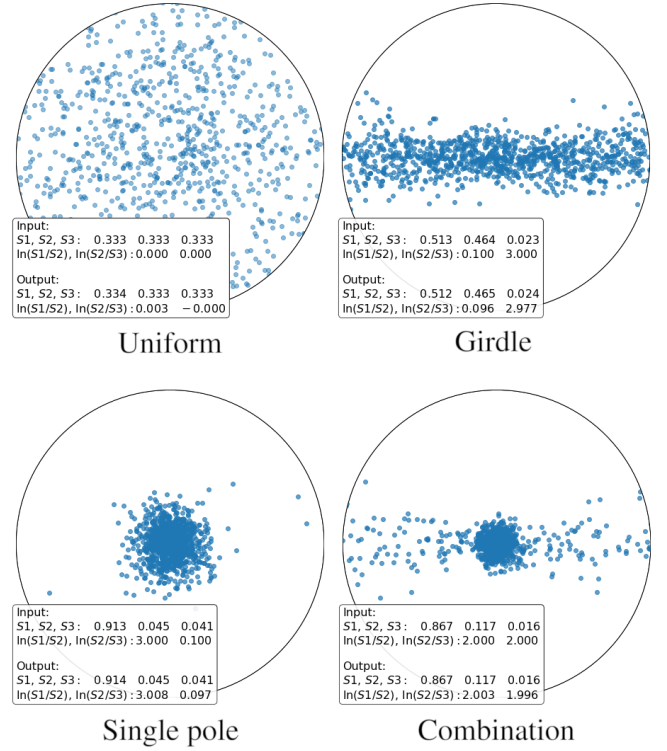 Input:
S1, S2, S3: 0.333 0.333 0.333
ln(S1/S2), ln(S2/S3): 0.000 0.000
Output:
S1, S2, S3: 0.334 0.333 0.333
ln(S1/S2), ln(S2/S3): 0.003 −0.000
Uniform
Input:
S1, S2, S3: 0.513 0.464 0.023
ln(S1/S2), ln(S2/S3): 0.100 3.000
Output:
S1, S2, S3: 0.512 0.465 0.024
ln(S1/S2), ln(S2/S3): 0.096 2.977
Girdle
Input:
S1, S2, S3: 0.913 0.045 0.041
ln(S1/S2), ln(S2/S3): 3.000 0.100
Output:
S1, S2, S3: 0.914 0.045 0.041
ln(S1/S2), ln(S2/S3): 3.008 0.097
Single pole
Input:
S1, S2, S3: 0.867 0.117 0.016
ln(S1/S2), ln(S2/S3): 2.000 2.000
Output:
S1, S2, S3: 0.867 0.117 0.016
ln(S1/S2), ln(S2/S3): 2.003 1.996
Combination